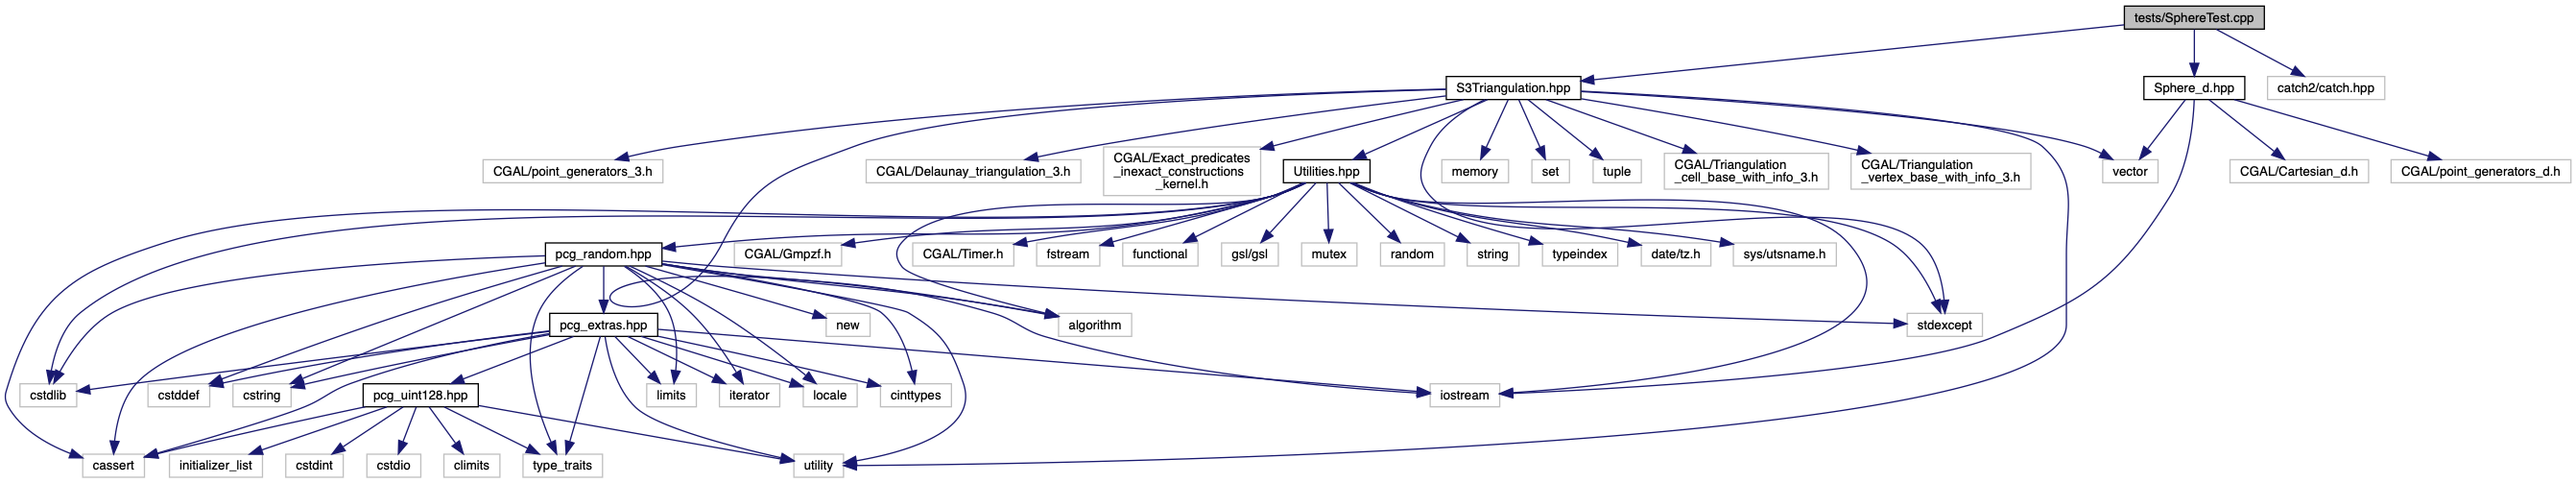 tests/SphereTest.cpp
S3Triangulation.hpp
Sphere_d.hpp
catch2/catch.hpp
CGAL/point_generators_3.h
CGAL/Delaunay_triangulation_3.h
CGAL/Exact_predicates
_inexact_constructions
_kernel.h
Utilities.hpp
memory
set
tuple
CGAL/Triangulation
_cell_base_with_info_3.h
CGAL/Triangulation
_vertex_base_with_info_3.h
vector
CGAL/Cartesian_d.h
CGAL/point_generators_d.h
pcg_random.hpp
CGAL/Gmpzf.h
CGAL/Timer.h
fstream
functional
gsl/gsl
mutex
random
string
typeindex
date/tz.h
sys/utsname.h
pcg_extras.hpp
new
algorithm
stdexcept
cstdlib
cstddef
cstring
pcg_uint128.hpp
limits
iterator
locale
cinttypes
iostream
cassert
initializer_list
cstdint
cstdio
climits
type_traits
utility